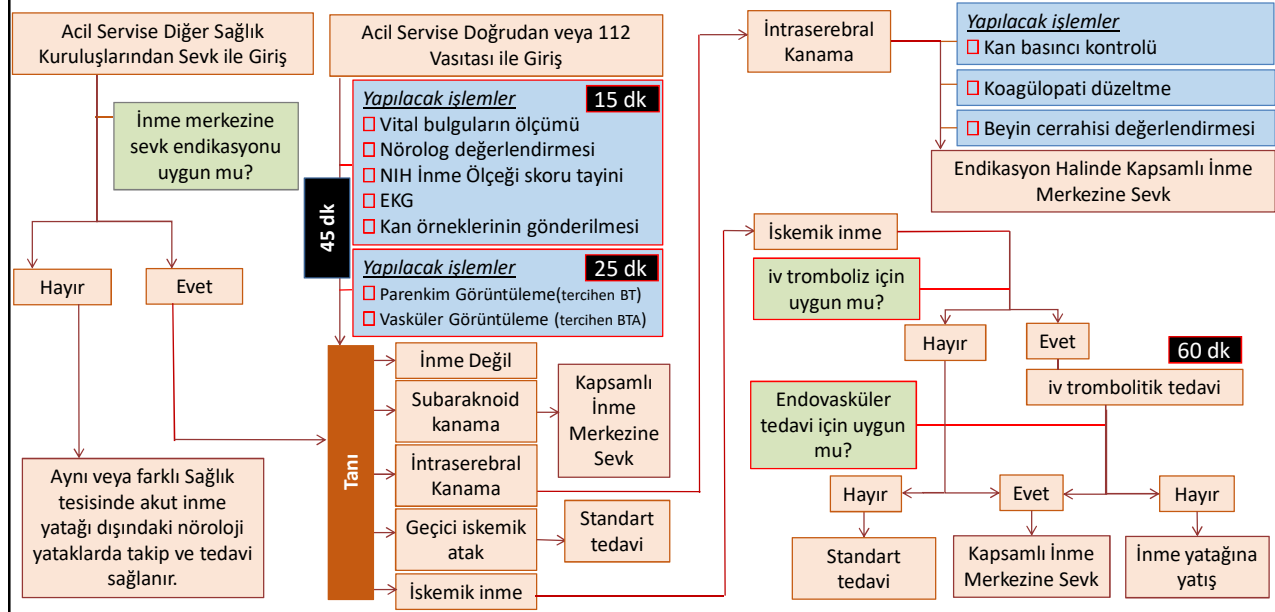 Acil Servise Diğer Sağlık
Kuruluşlarından Sevk ile Giriş
İnme merkezine
sevk endikasyonu
uygun mu?
Hayır
Evet
Aynı veya farklı Sağlık
tesisinde akut inme
yatağı dışındaki nöroloji
yataklarda takip ve tedavi
sağlanır.
Acil Servise Doğrudan veya 112
Vasıtası ile Giriş
45 dk
Yapılacak işlemler
15 dk
Vital bulguların ölçümü
Nörolog değerlendirmesi
NIH İnme Ölçeği skoru tayini
EKG
Kan örneklerinin gönderilmesi
Yapılacak işlemler
25 dk
Parenkim Görüntüleme(tercihen BT)
Vasküler Görüntüleme (tercihen BTA)
Tanı
İnme Değil
Subaraknoid
kanama
Kapsamlı
İnme
Merkezine
Sevk
İntraserebral
Kanama
Geçici iskemik
atak
Standart
tedavi
İskemik inme
İntraserebral
Kanama
Yapılacak işlemler
Kan basıncı kontrolü
Koagülopati düzeltme
Beyin cerrahisi değerlendirmesi
Endikasyon Halinde Kapsamlı İnme
Merkezine Sevk
İskemik inme
iv tromboliz için
uygun mu?
Hayır
Evet
60 dk
iv trombolitik tedavi
Endovasküler
tedavi için uygun
mu?
Hayır
Evet
Hayır
Standart
tedavi
Kapsamlı İnme
Merkezine Sevk
İnme yatağına
yatış